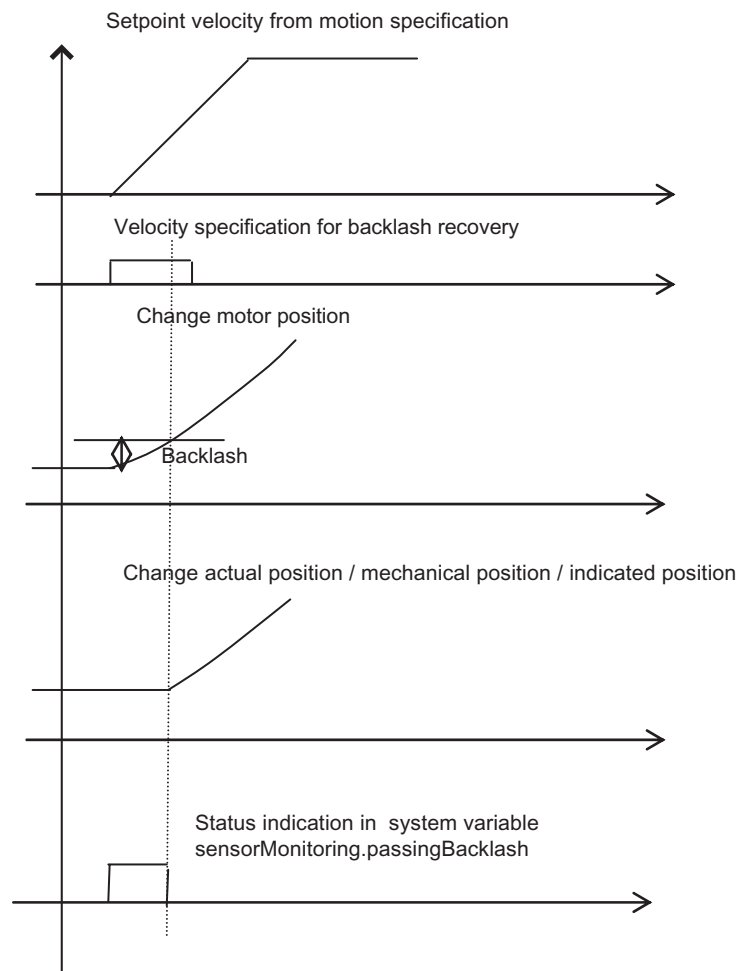 Setpoint velocity from motion specification
Velocity specification for backlash recovery
Change motor position
Backlash
Change actual position / mechanical position / indicated position
Status indication in  system variable
sensorMonitoring.passingBacklash